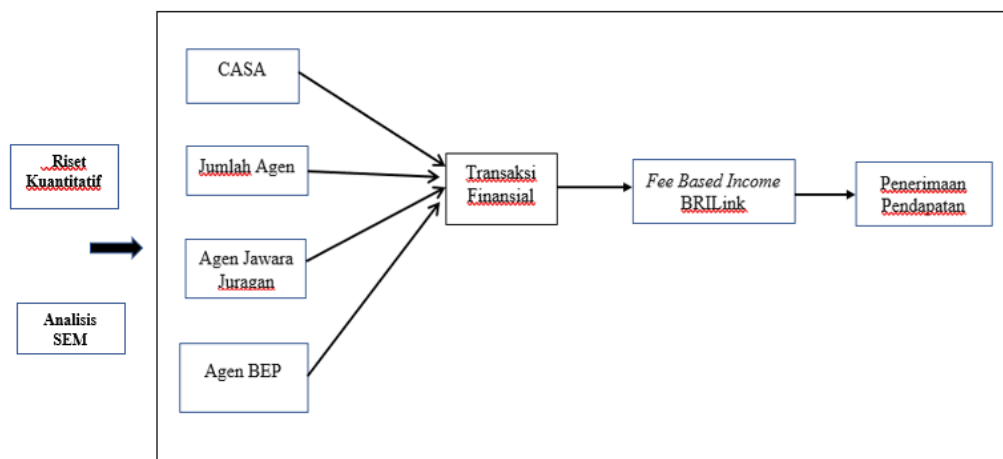 Riset
Kuantitatif
Analisis
SEM
CASA
Jumlah Agen
Agen Jawara
Juragan
Agen BEP
Transaksi
Finansial
Fee Based Income
BRILink
Penerimaan
Pendapatan